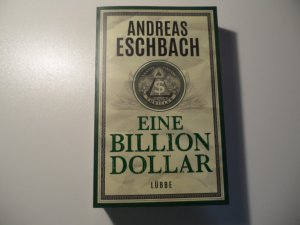 ANDREAS
ESCHBACH
EINE
BILLION
DOLLAR
LÜBBE